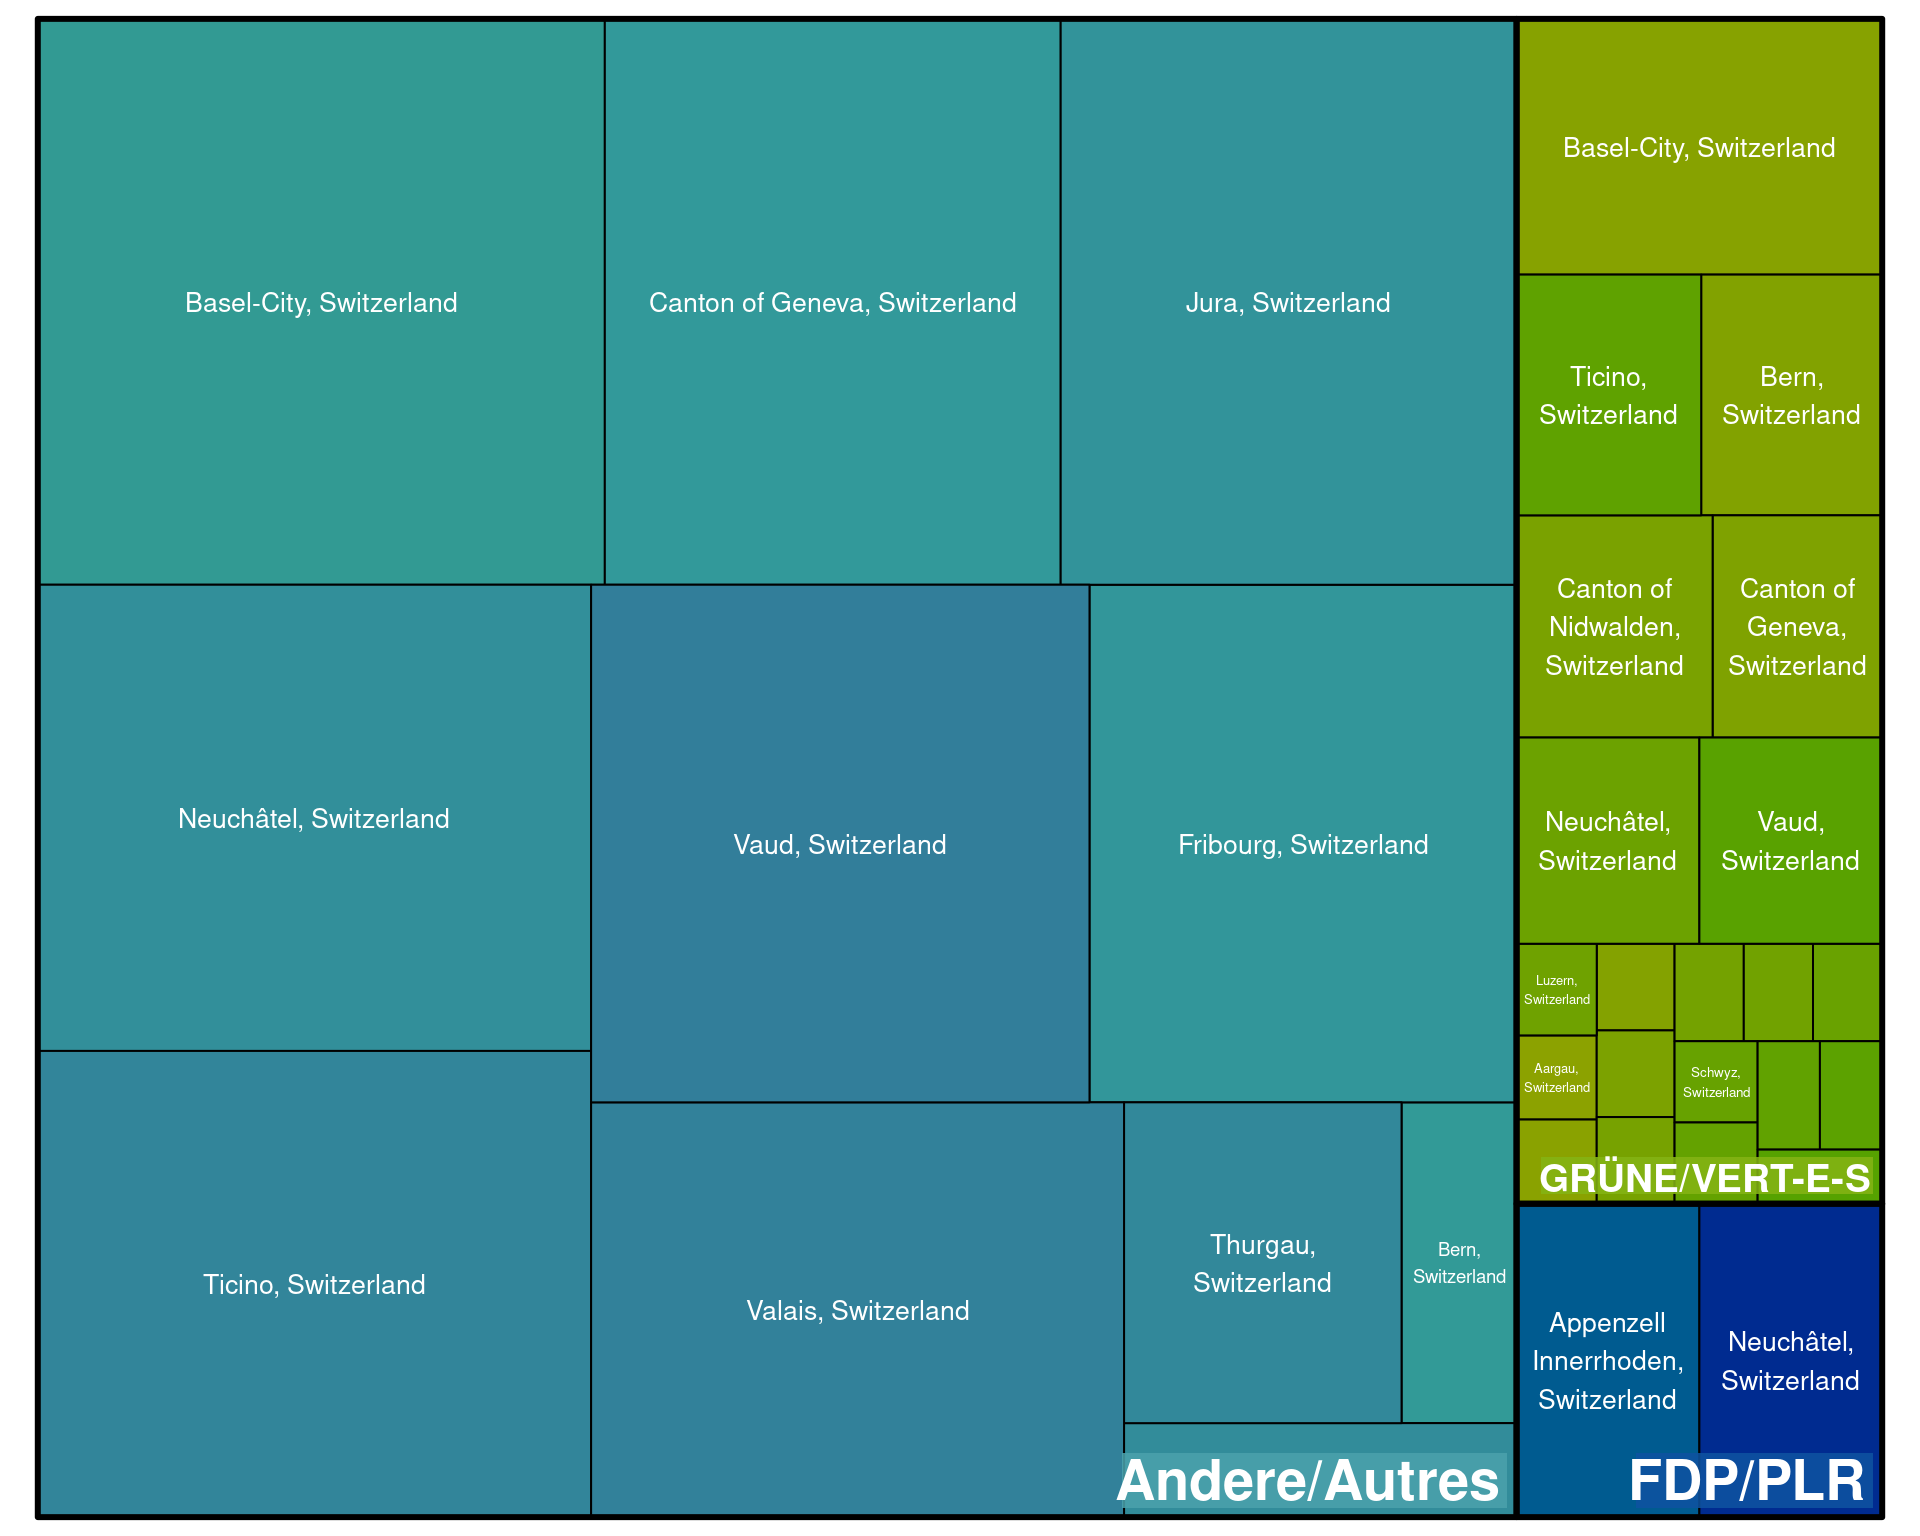 Basel-City, Switzerland
Canton of Geneva, Switzerland
Jura, Switzerland
Neuchâtel, Switzerland
Vaud, Switzerland
Fribourg, Switzerland
Ticino, Switzerland
Valais, Switzerland
Thurgau,
Switzerland
Bern,
Switzerland
Andere/Autres
Basel-City, Switzerland
Ticino,
Switzerland
Bern,
Switzerland
Canton of
Nidwalden,
Switzerland
Canton of
Geneva,
Switzerland
Neuchâtel,
Switzerland
Vaud,
Switzerland
Luzern,
Switzerland
Aargau,
Switzerland
Schwyz,
Switzerland
GRÜNE/VERT-E-S
Appenzell
Innerrhoden,
Switzerland
Neuchâtel,
Switzerland
FDP/PLR